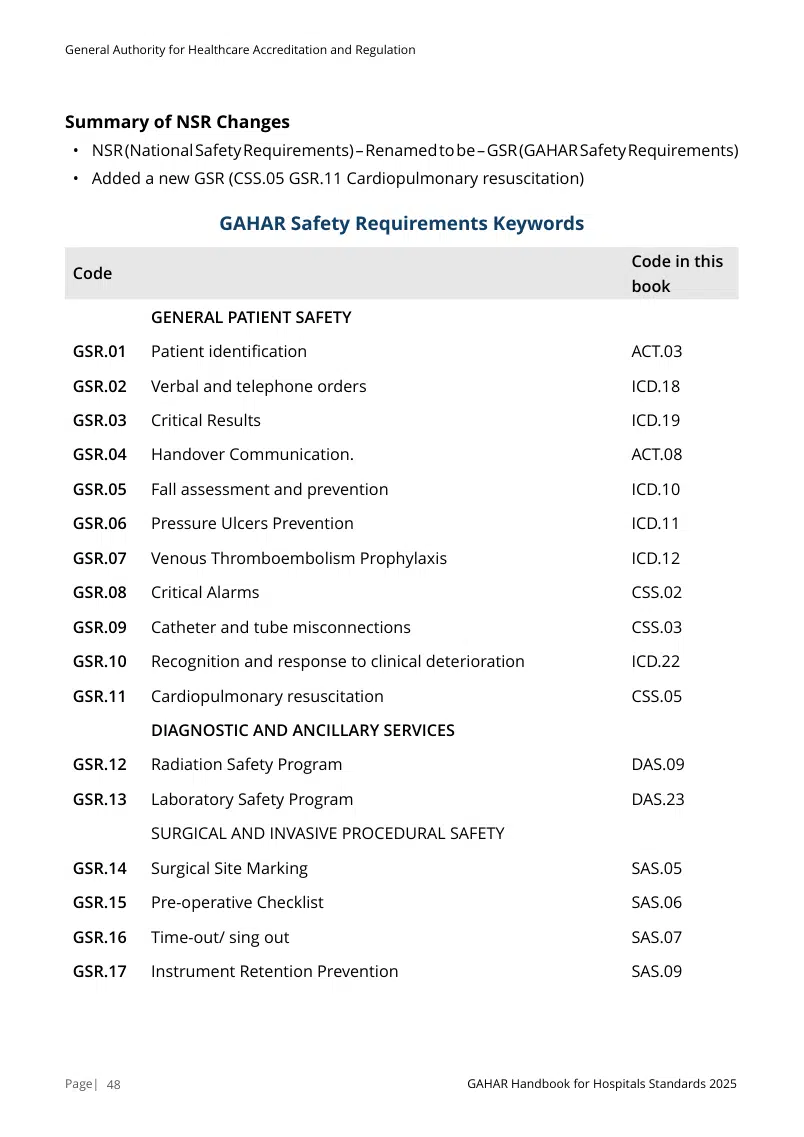 General Authority for Healthcare Accreditation and Regulation
Summary of NSR Changes
• NSR (National Safety Requirements) – Renamed to be – GSR (GAHAR Safety Requirements)
• Added a new GSR (CSS.05 GSR.11 Cardiopulmonary resuscitation)
GAHAR Safety Requirements Keywords
Code Code in this book
GENERAL PATIENT SAFETY
GSR.01 Patient identification ACT.03
GSR.02 Verbal and telephone orders ICD.18
GSR.03 Critical Results ICD.19
GSR.04 Handover Communication. ACT.08
GSR.05 Fall assessment and prevention ICD.10
GSR.06 Pressure Ulcers Prevention ICD.11
GSR.07 Venous Thromboembolism Prophylaxis ICD.12
GSR.08 Critical Alarms CSS.02
GSR.09 Catheter and tube misconnections CSS.03
GSR.10 Recognition and response to clinical deterioration ICD.22
GSR.11 Cardiopulmonary resuscitation CSS.05
DIAGNOSTIC AND ANCILLARY SERVICES
GSR.12 Radiation Safety Program DAS.09
GSR.13 Laboratory Safety Program DAS.23
SURGICAL AND INVASIVE PROCEDURAL SAFETY
GSR.14 Surgical Site Marking SAS.05
GSR.15 Pre-operative Checklist SAS.06
GSR.16 Time-out/ sing out SAS.07
GSR.17 Instrument Retention Prevention SAS.09
Page| 48 GAHAR Handbook for Hospitals Standards 2025